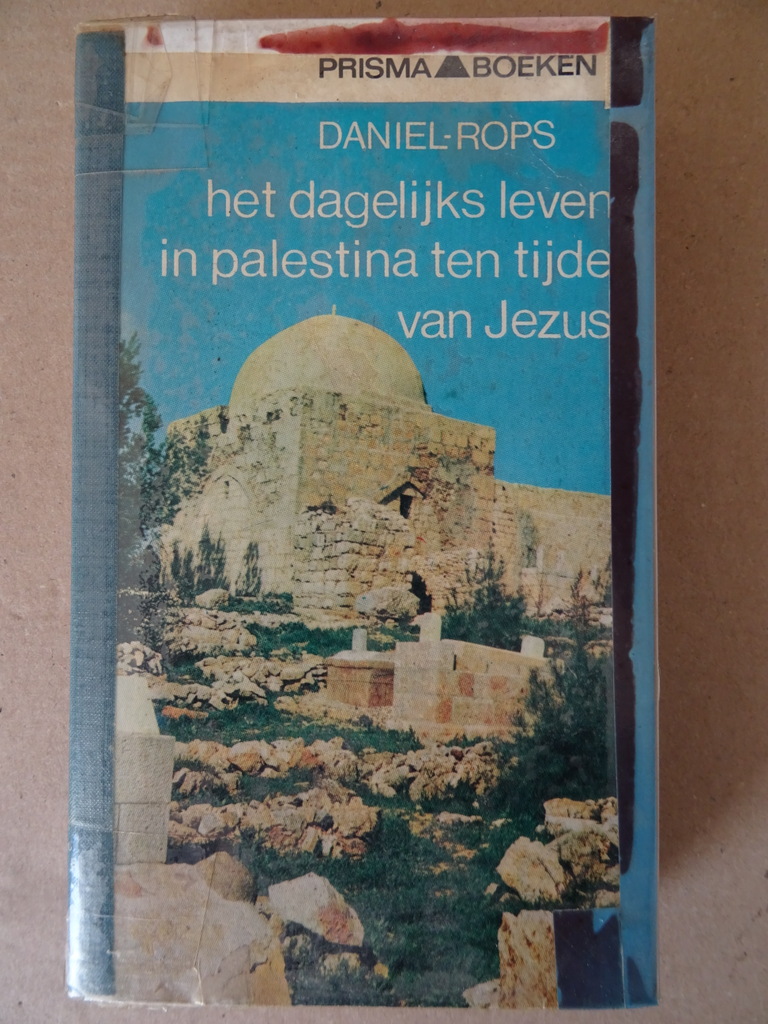 PRISMA BOEKEN
DANIEL-ROPS
het dagelijks leven
in palestina ten tijde
van Jezus